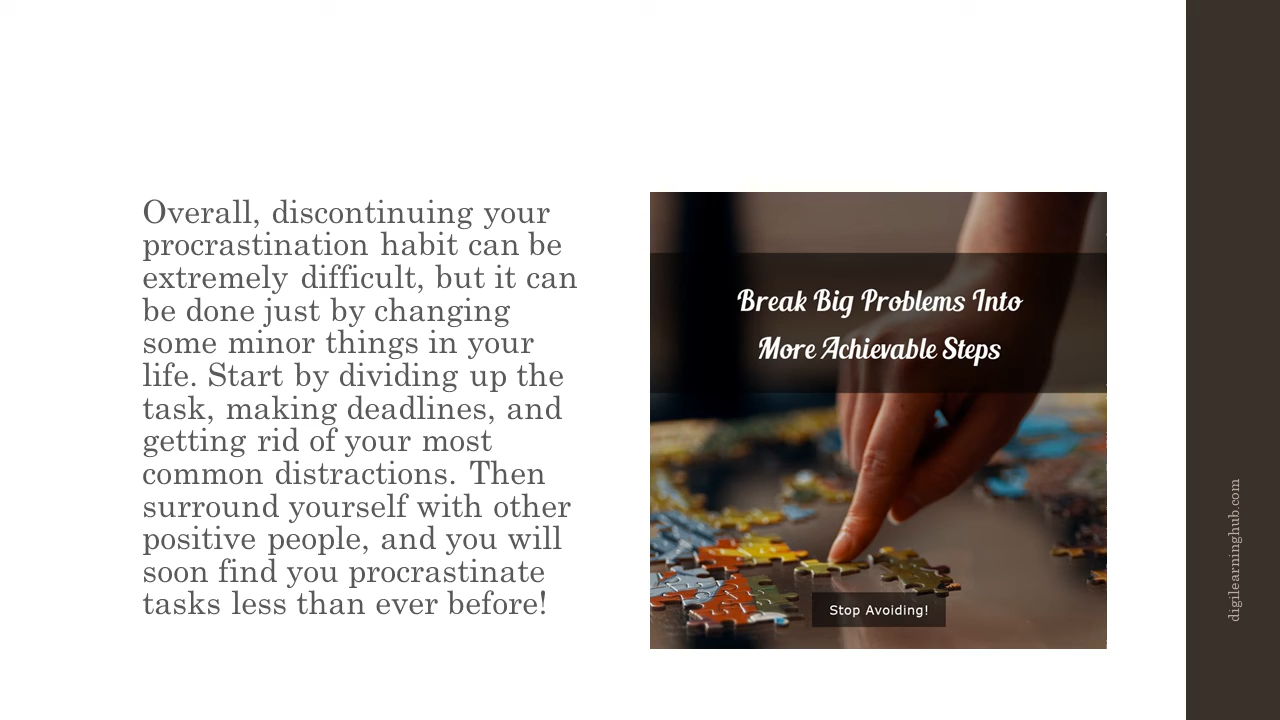 Overall, discontinuing your
procrastination habit can be
extremely difficult, but it can
be done just by changing
some minor things in your
life. Start by dividing up the
task, making deadlines, and
getting rid of your most
common distractions. Then
surround yourself with other
positive people, and you will
soon find you procrastinate
tasks less than ever before!
Break Big Problems Into
More Achievable Steps
Stop Avoiding!
digilearninghub.com